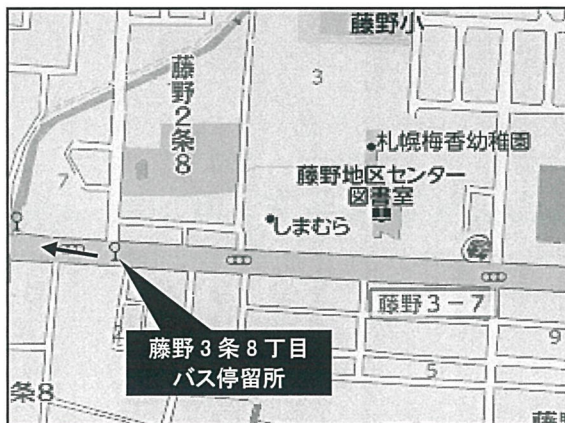 藤野小
3
藤野2条8
札幌梅香幼稚園
藤野地区センター
図書室
7
しまむら
藤野3-7
藤野3条8丁目
バス停留所
9
5
条8